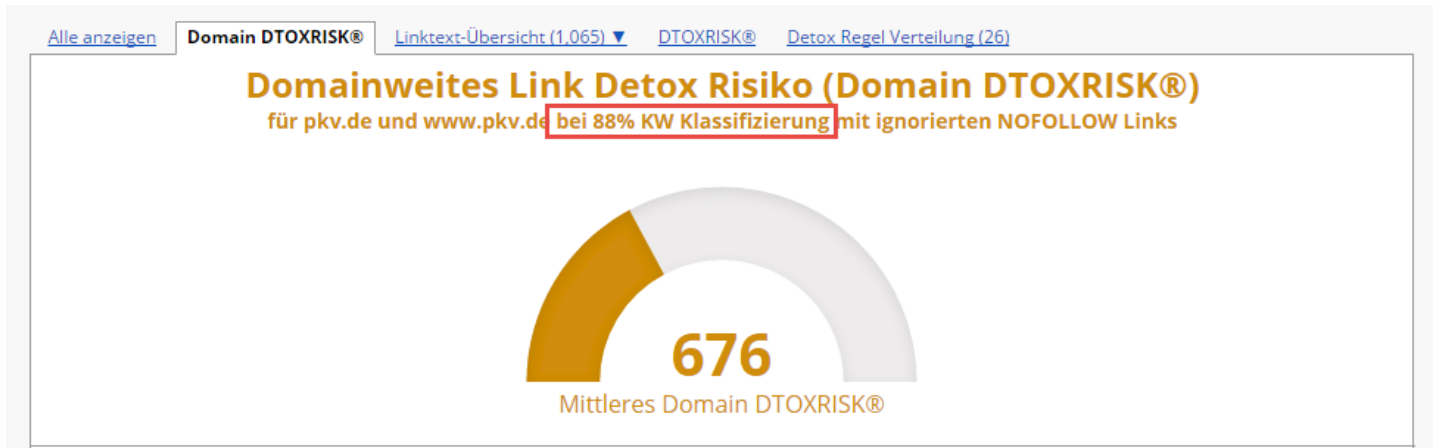 Alle anzeigen Domain DTOXRISK® Linktext-Übersicht (1,065) ▼ DTOXRISK® Detox Regel Verteilung (26)
Domainweites Link Detox Risiko (Domain DTOXRISK®)
für pkv.de und www.pkv.de bei 88% KW Klassifizierung mit ignorierten NOFOLLOW Links
676
Mittleres Domain DTOXRISK®